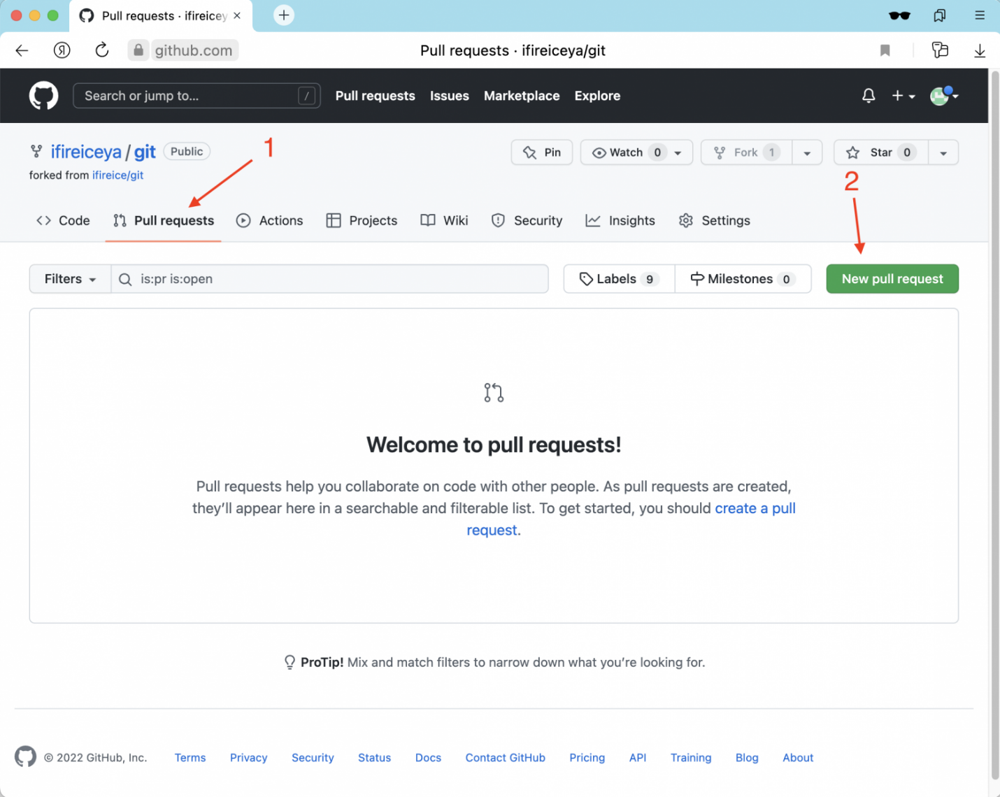 Pull requests · ifireicey
github.com
Pull requests · ifireiceya/git
Search or jump to... /
Pull requests Issues Marketplace Explore
ifireiceya / git Public
1
Pin Watch 0 Fork 1 Star 0
forked from ifireice/git
2
Code Pull requests Actions Projects Wiki Security Insights Settings
Filters is:pr is:open Labels 9 Milestones 0 New pull request
Welcome to pull requests!
Pull requests help you collaborate on code with other people. As pull requests are created,
they’ll appear here in a searchable and filterable list. To get started, you should create a pull
request.
ProTip! Mix and match filters to narrow down what you’re looking for.
© 2022 GitHub, Inc. Terms Privacy Security Status Docs Contact GitHub Pricing API Training Blog About